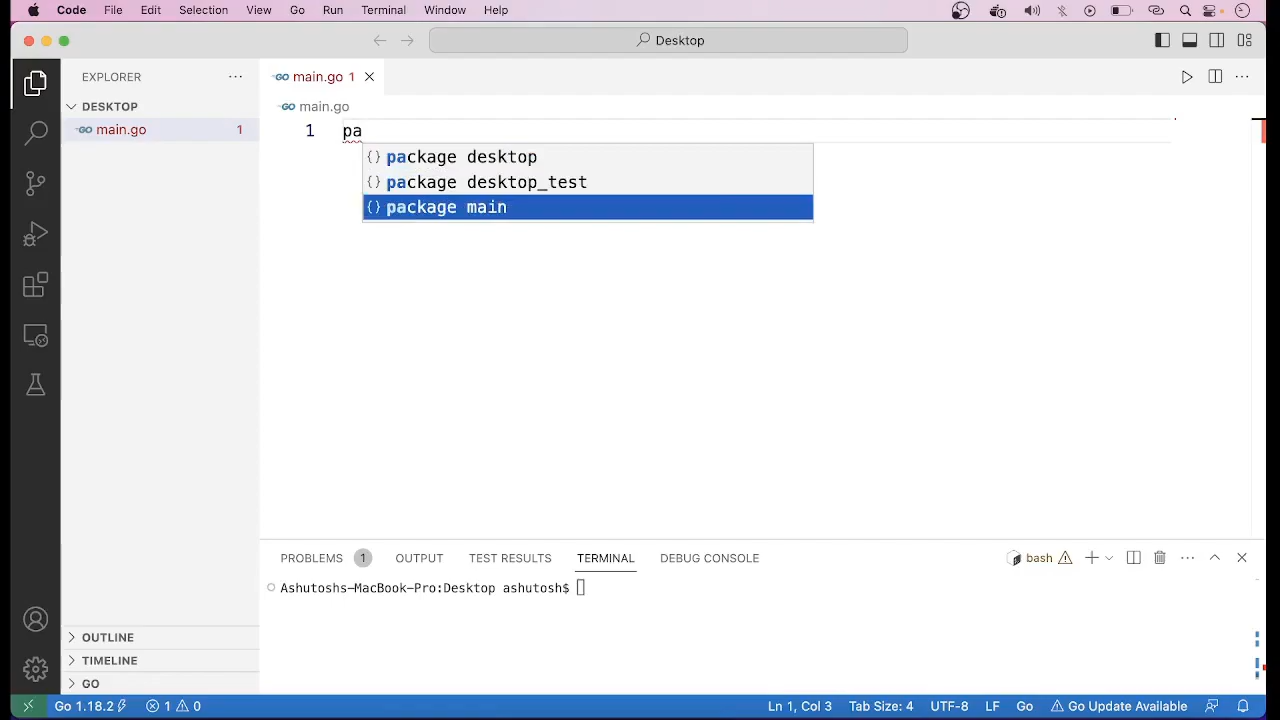 Code File Edit Selection View Go Run Terminal Window Help
Desktop
EXPLORER
DESKTOP
GO main.go 1
GO main.go 1
GO main.go
1 pa
{} package desktop
{} package desktop_test
{} package main
OUTLINE
TIMELINE
GO
PROBLEMS 1 OUTPUT TEST RESULTS TERMINAL DEBUG CONSOLE
bash
Ashutoshs-MacBook-Pro:Desktop ashutosh$
Go 1.18.2 1 0 Ln 1, Col 3 Tab Size: 4 UTF-8 LF Go Go Update Available